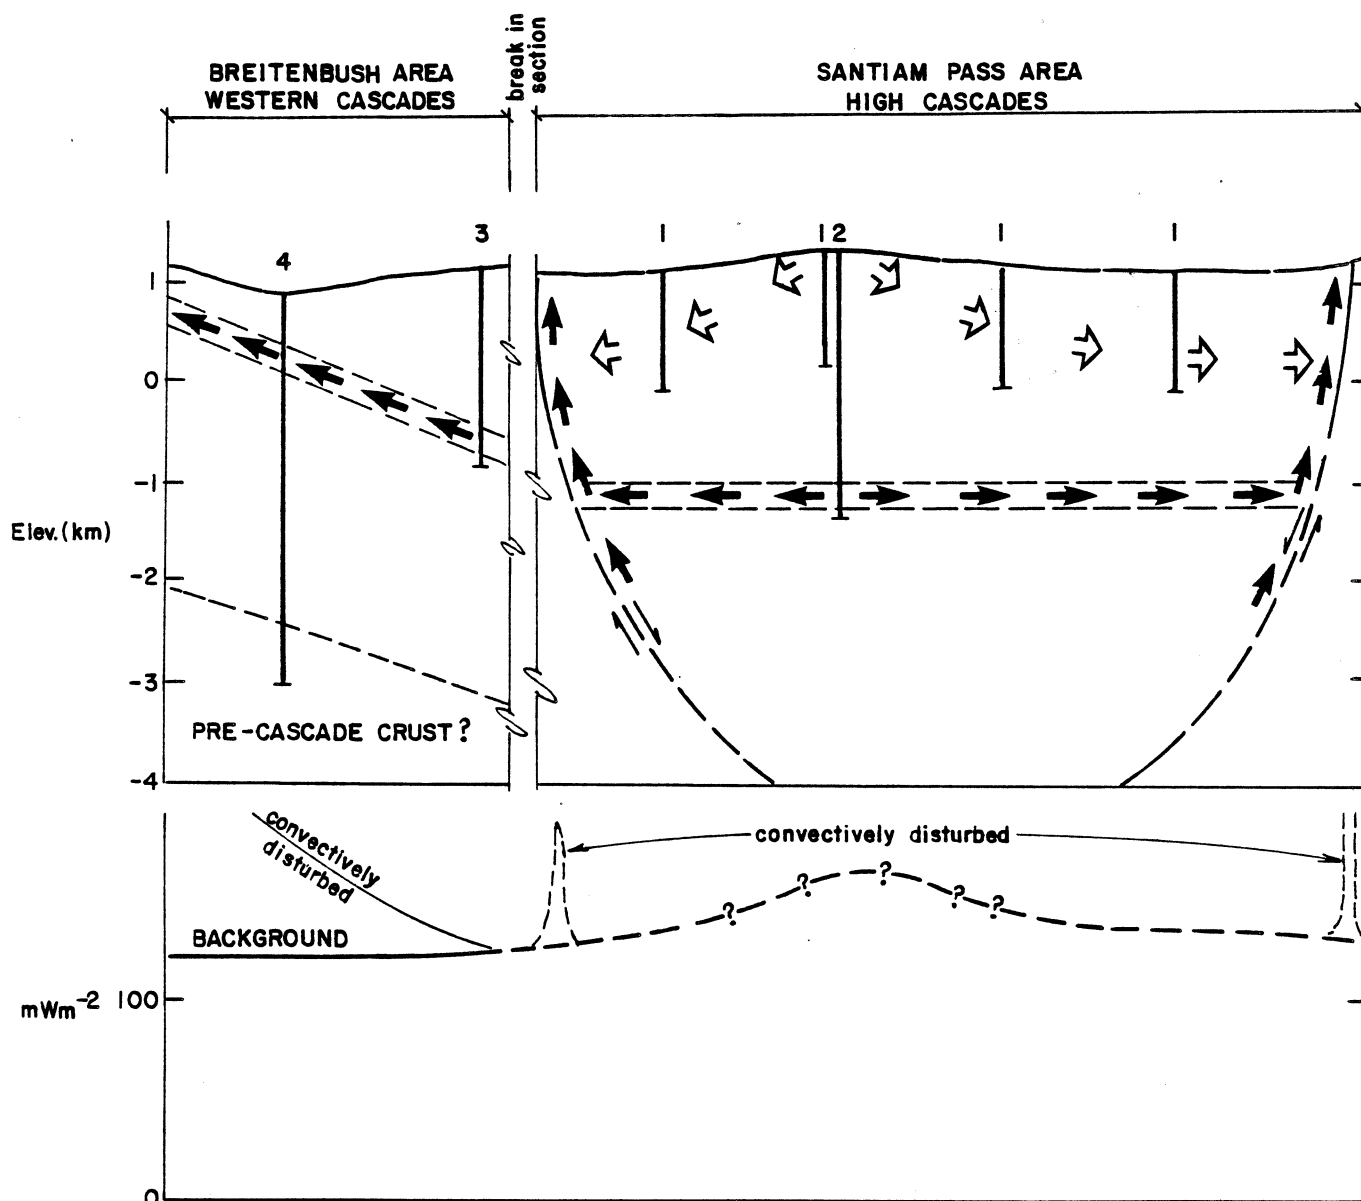 BREITENBUSH AREA
WESTERN CASCADES
break in
section
SANTIAM PASS AREA
HIGH CASCADES
4
3
1
1 2
1
1
1
0
-1
Elev.(km)
-2
-3
-4
PRE-CASCADE CRUST?
convectively
disturbed
convectively disturbed
? ? ? ? ?
BACKGROUND
mWm-2 100
0